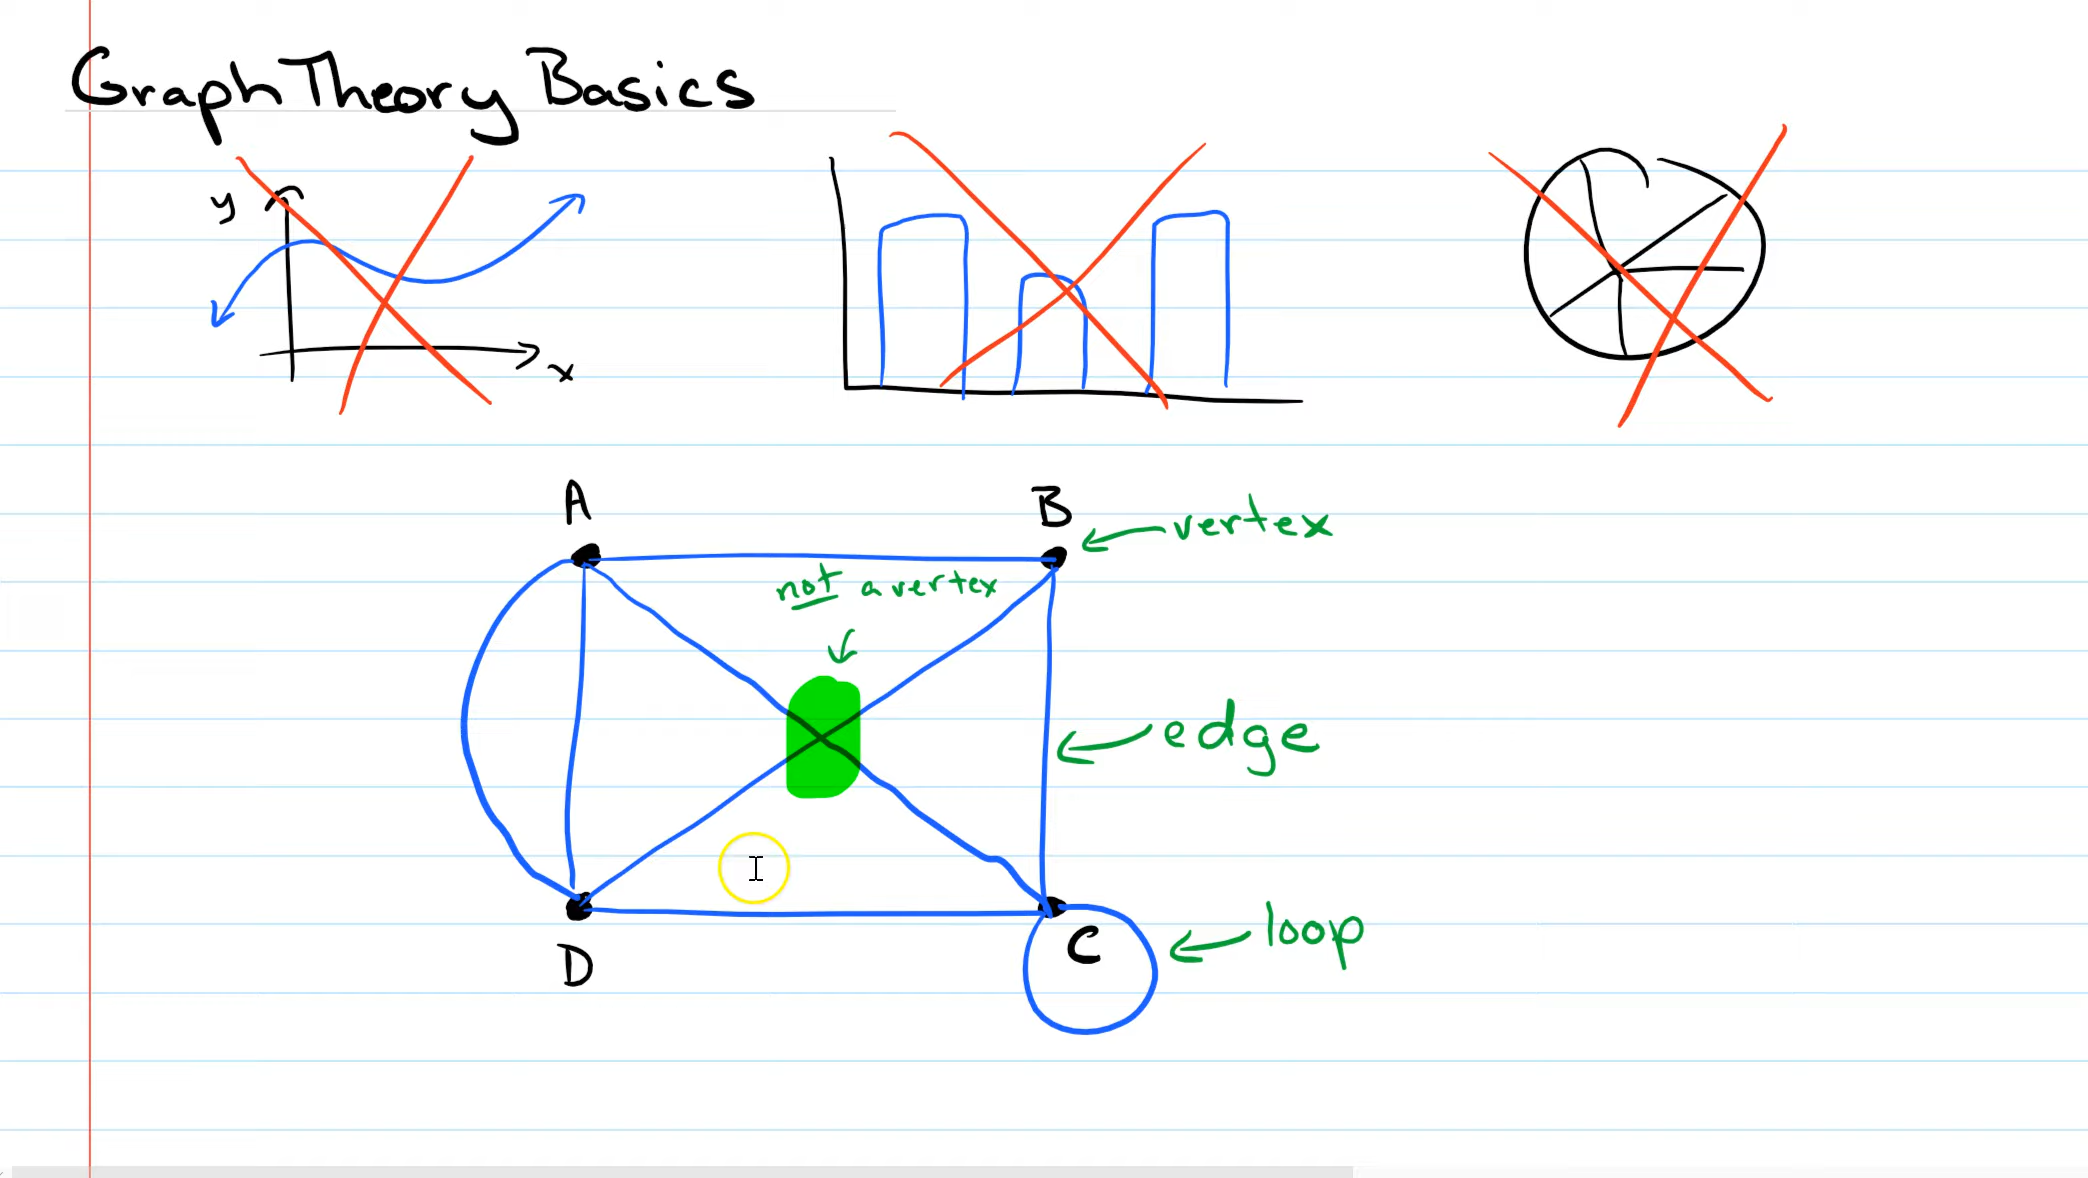 Graph Theory Basics
y
x
A
B
vertex
not a vertex
edge
loop
C
D